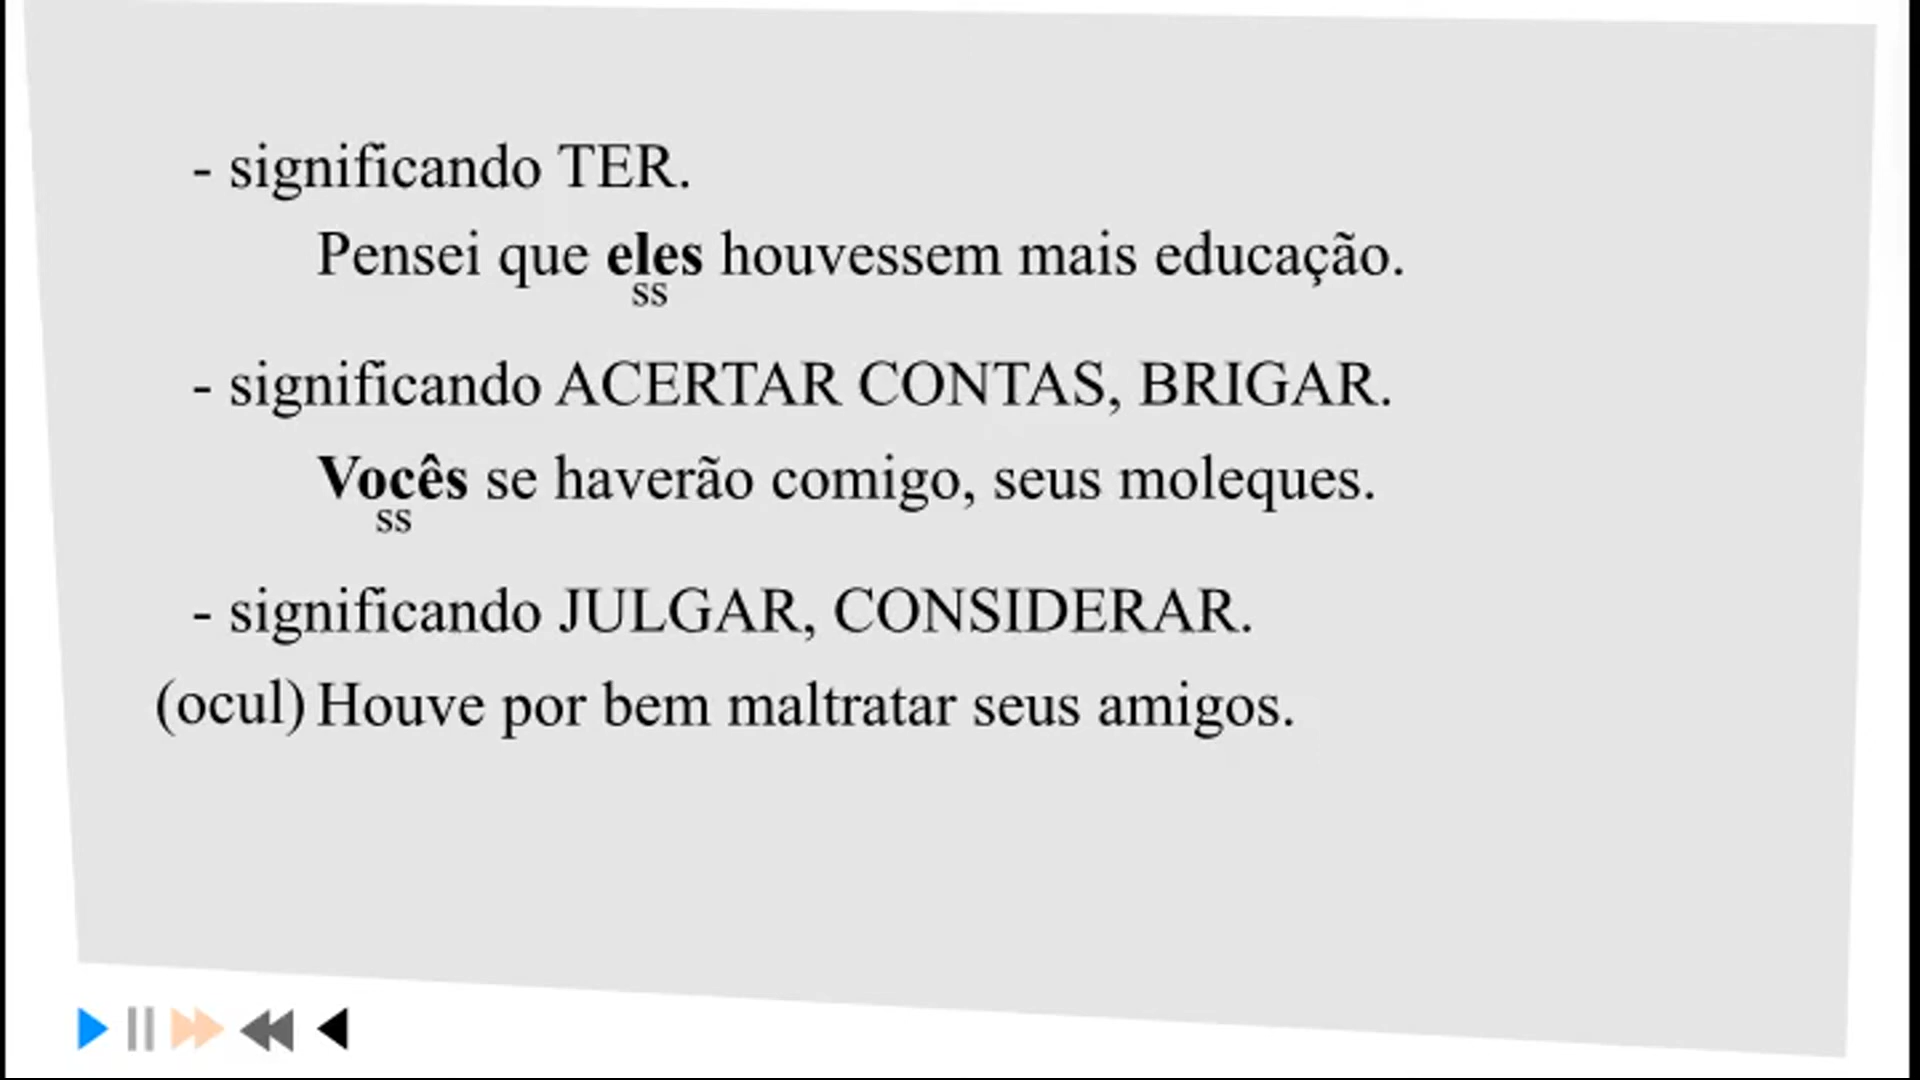 - significando TER.
Pensei que eles houvessem mais educação.
ss
- significando ACERTAR CONTAS, BRIGAR.
Vocês se haverão comigo, seus moleques.
ss
- significando JULGAR, CONSIDERAR.
(ocul) Houve por bem maltratar seus amigos.